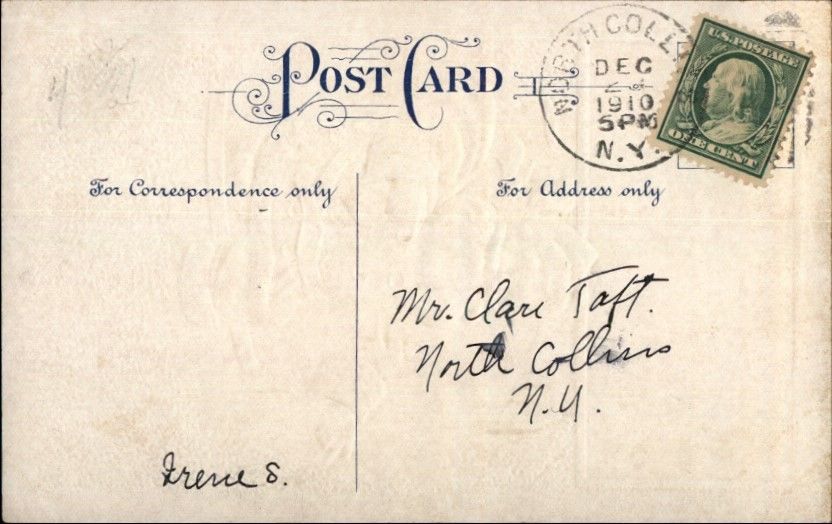 POST CARD
NORTH COLL
DEC
1910
5PM
N.Y.
U.S. POSTAGE
ONE CENT
For Correspondence only
For Address only
Mr. Clare Taft.
North Collins
N.Y.
Irene S.